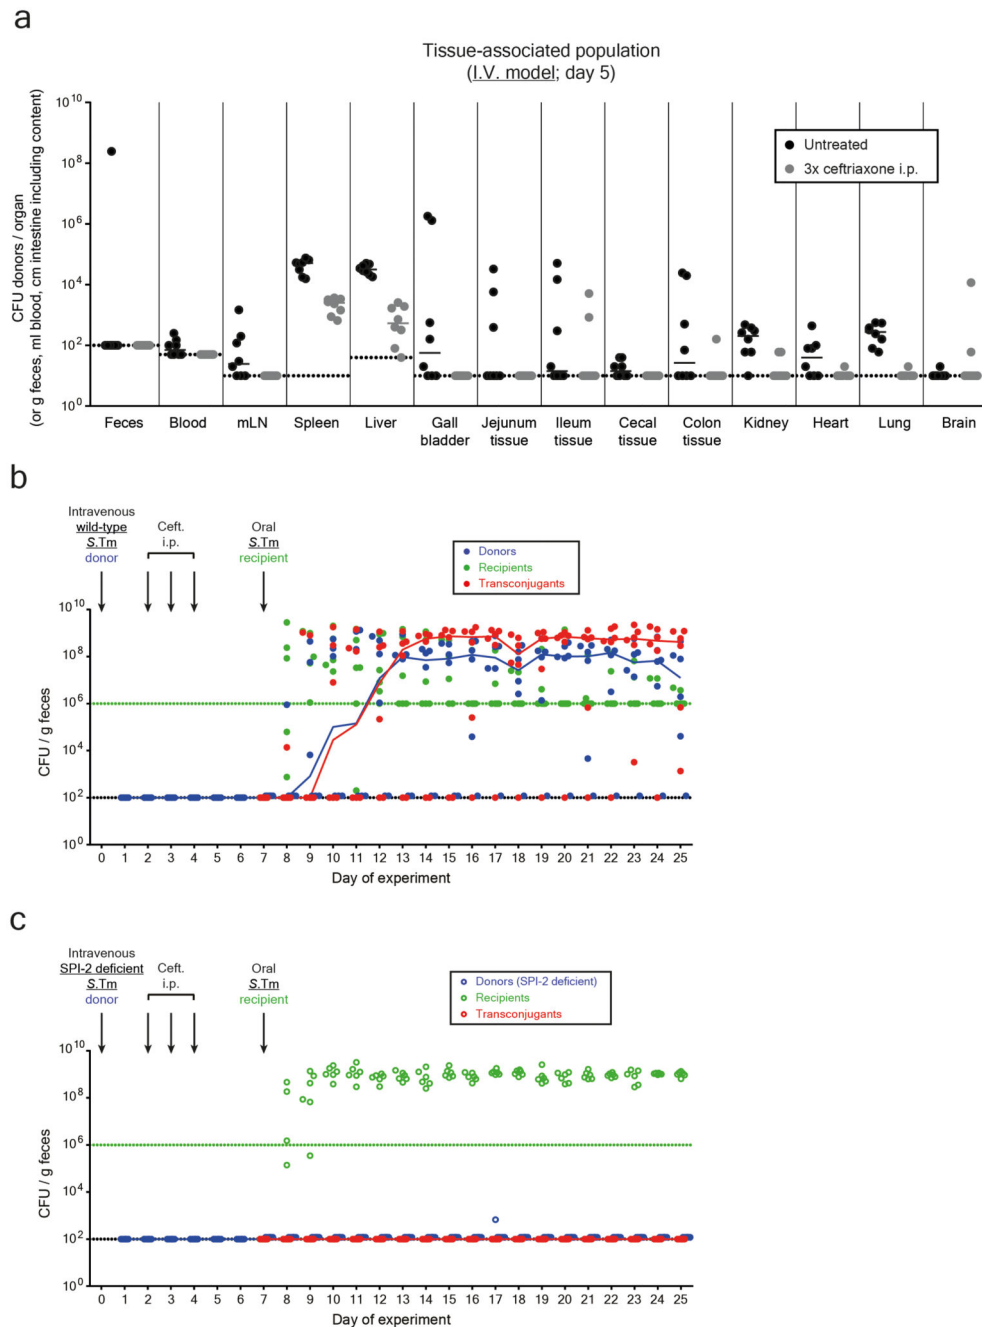 a
Tissue-associated population
(I.V. model; day 5)
CFU donors / organ
(or g feces, ml blood, cm intestine including content)
10^10
10^8
10^6
10^4
10^2
10^0
Untreated
3x ceftriaxone i.p.
Feces
Blood
mLN
Spleen
Liver
Gall
bladder
Jejunum
tissue
Ileum
tissue
Cecal
tissue
Colon
tissue
Kidney
Heart
Lung
Brain
b
Intravenous
wild-type
S.Tm
donor
Ceft.
i.p.
Oral
S.Tm
recipient
Donors
Recipients
Transconjugants
CFU / g feces
10^10
10^8
10^6
10^4
10^2
10^0
0 1 2 3 4 5 6 7 8 9 10 11 12 13 14 15 16 17 18 19 20 21 22 23 24 25
Day of experiment
c
Intravenous
SPI-2 deficient
S.Tm
donor
Ceft.
i.p.
Oral
S.Tm
recipient
Donors (SPI-2 deficient)
Recipients
Transconjugants
CFU / g feces
10^10
10^8
10^6
10^4
10^2
10^0
0 1 2 3 4 5 6 7 8 9 10 11 12 13 14 15 16 17 18 19 20 21 22 23 24 25
Day of experiment